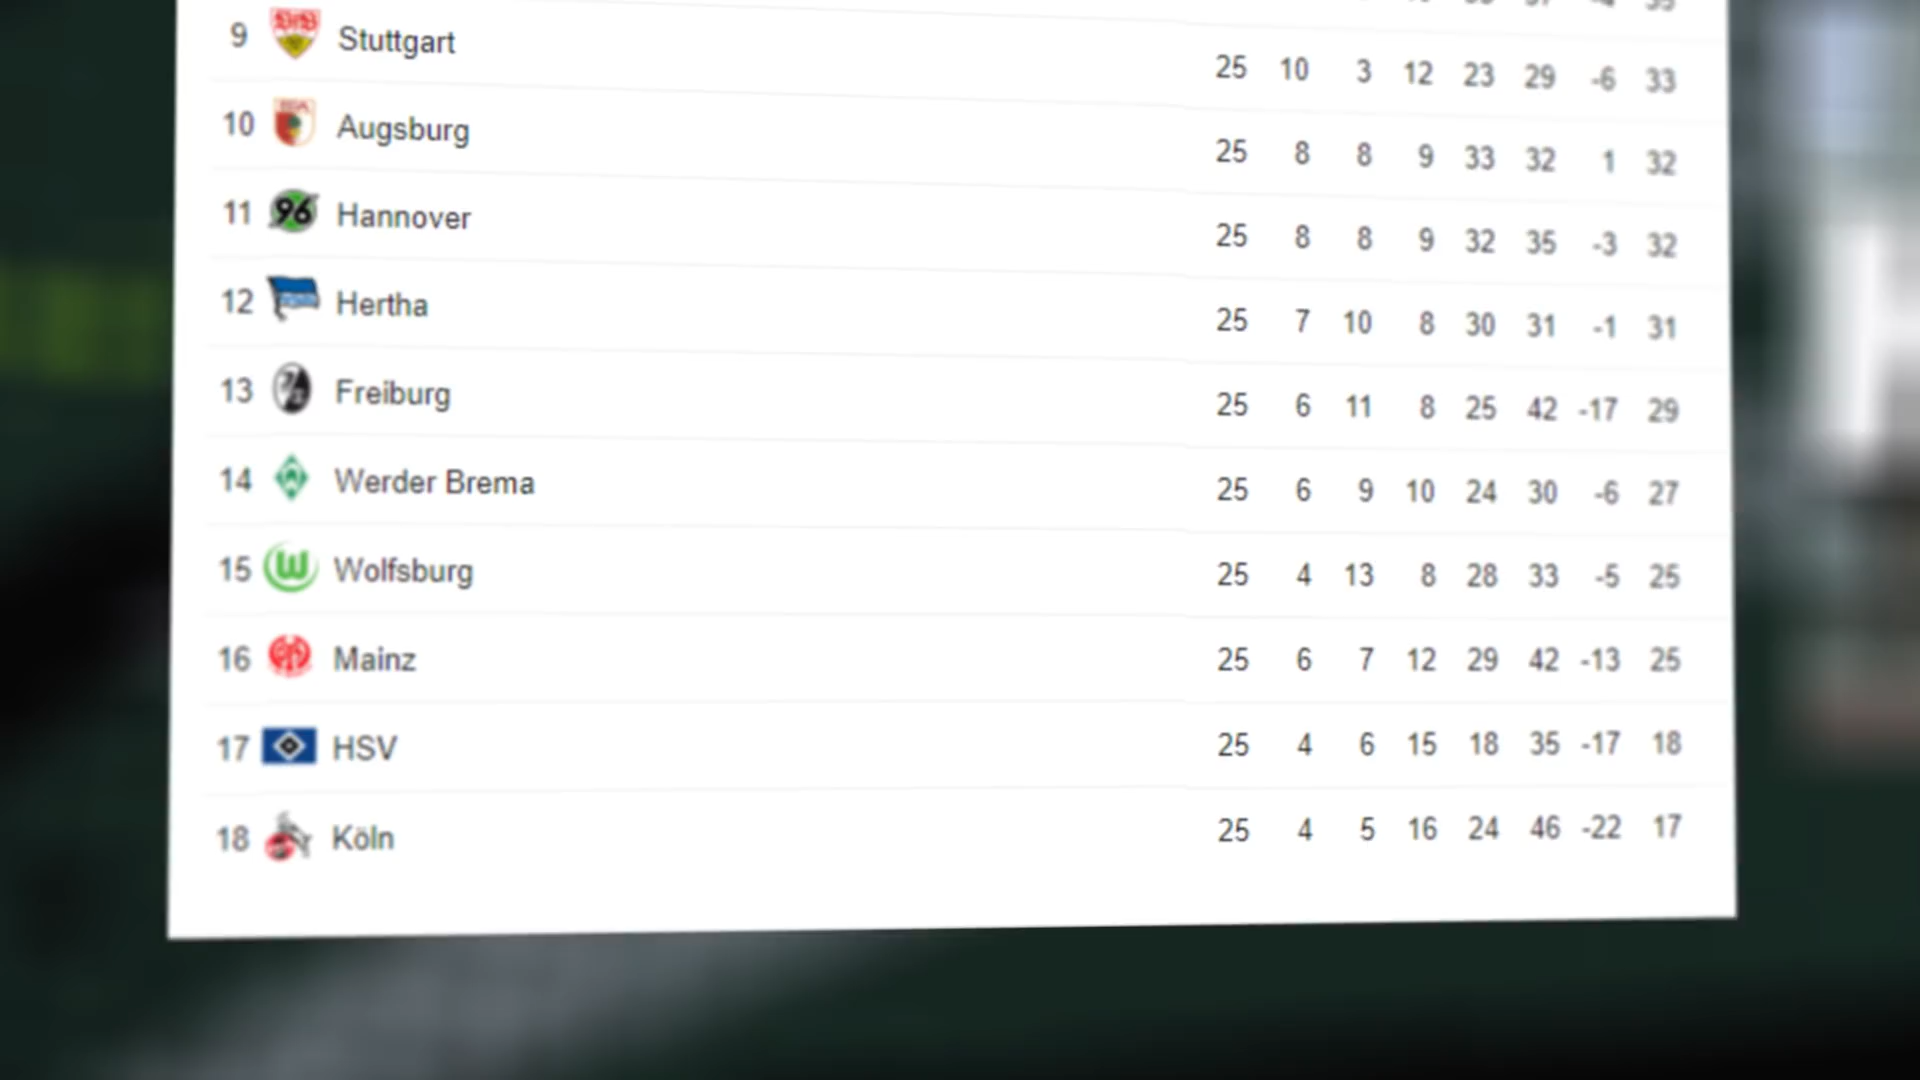 9 Stuttgart 25 10 3 12 23 29 -6 33
10 Augsburg 25 8 8 9 33 32 1 32
11 96 Hannover 25 8 8 9 32 35 -3 32
12 Hertha 25 7 10 8 30 31 -1 31
13 Freiburg 25 6 11 8 25 42 -17 29
14 W Werder Brema 25 6 9 10 24 30 -6 27
15 W Wolfsburg 25 4 13 8 28 33 -5 25
16 Mainz 25 6 7 12 29 42 -13 25
17 HSV 25 4 6 15 18 35 -17 18
18 Köln 25 4 5 16 24 46 -22 17